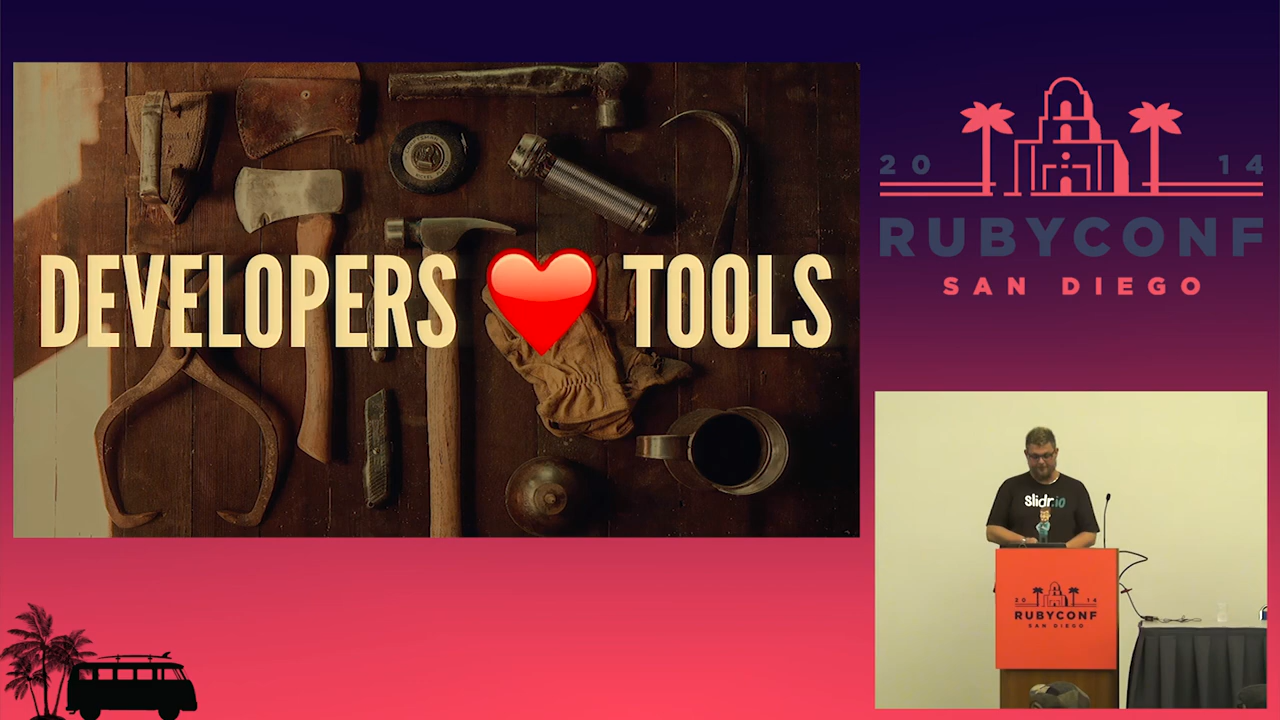 DEVELOPERS ❤️ TOOLS
20 14
RUBYCONF
SAN DIEGO
slidr.io
20 14
RUBYCONF
SAN DIEGO